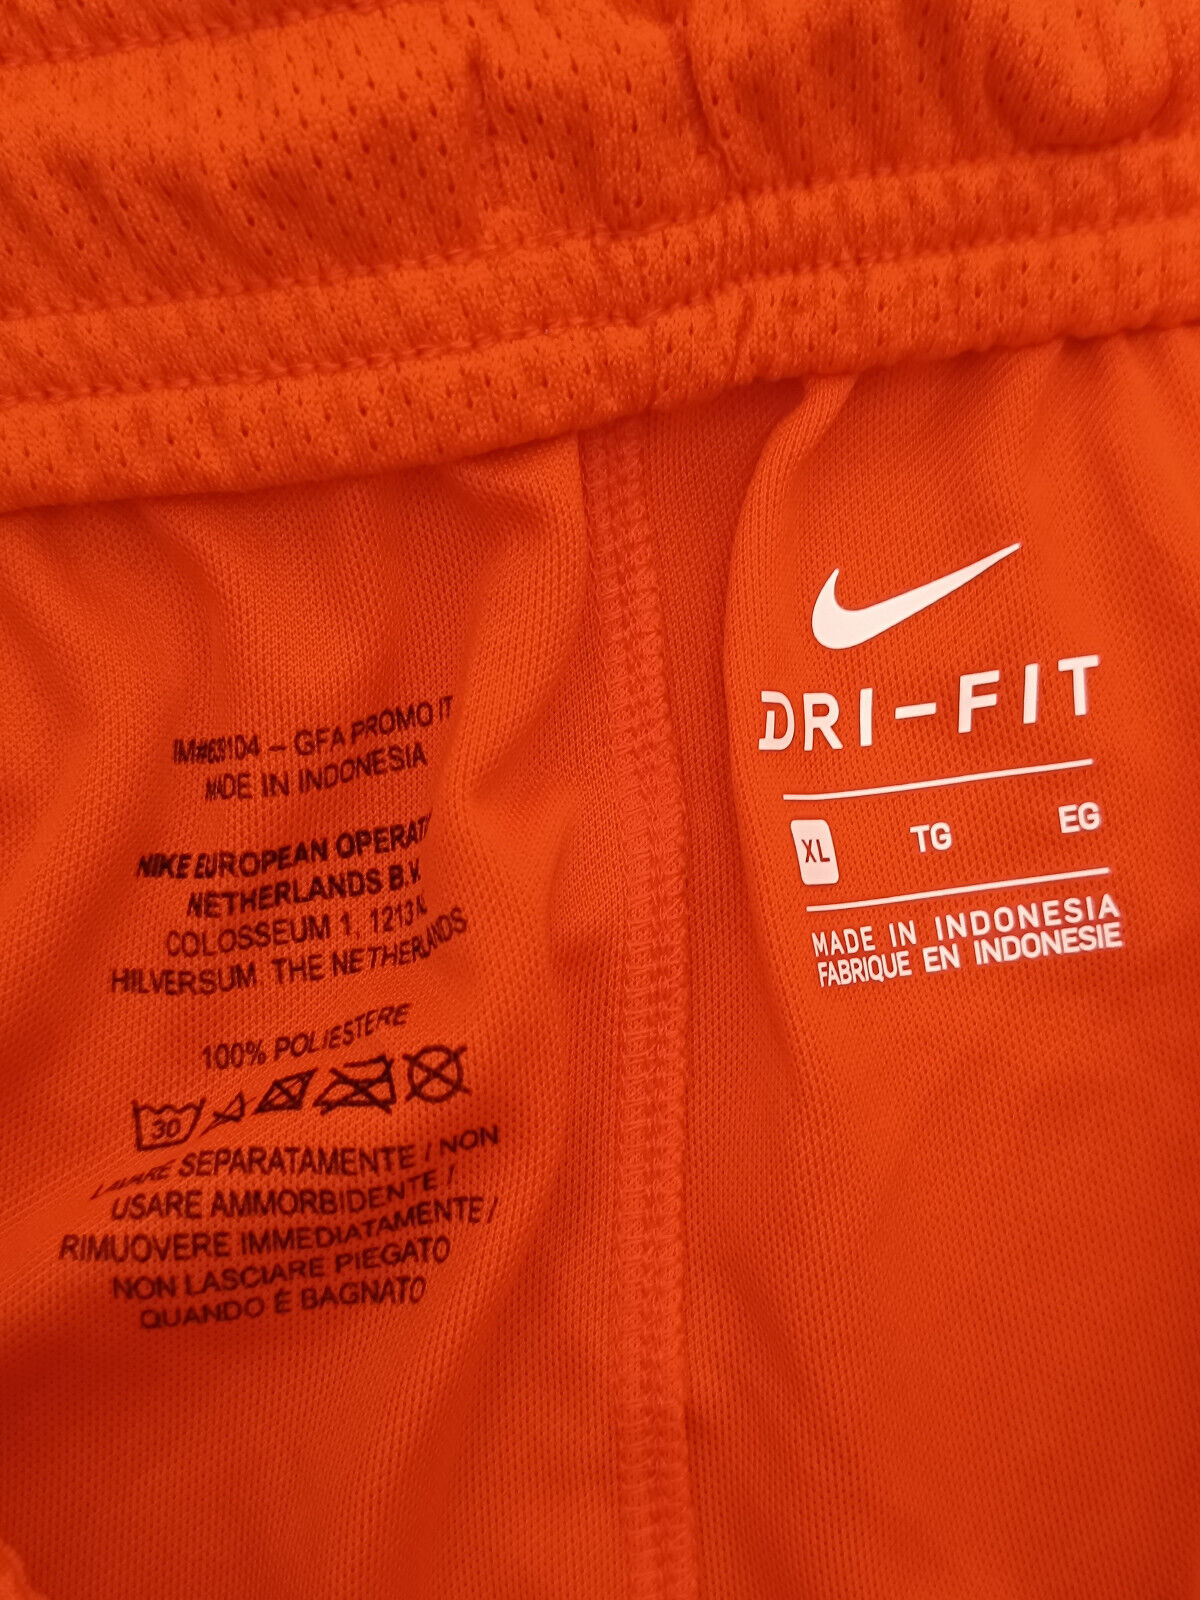 IM#63104 - GFA PROMO IT
MADE IN INDONESIA
NIKE EUROPEAN OPERATI
NETHERLANDS B.V.
COLOSSEUM 1, 1213
HILVERSUM THE NETHERLANDS
100% POLIESTERE
30
LAVARE SEPARATAMENTE / NON
USARE AMMORBIDENTE /
RIMUOVERE IMMEDIATAMENTE /
NON LASCIARE PIEGATO
QUANDO É BAGNATO
DRI-FIT
XL TG EG
MADE IN INDONESIA
FABRIQUE EN INDONESIE